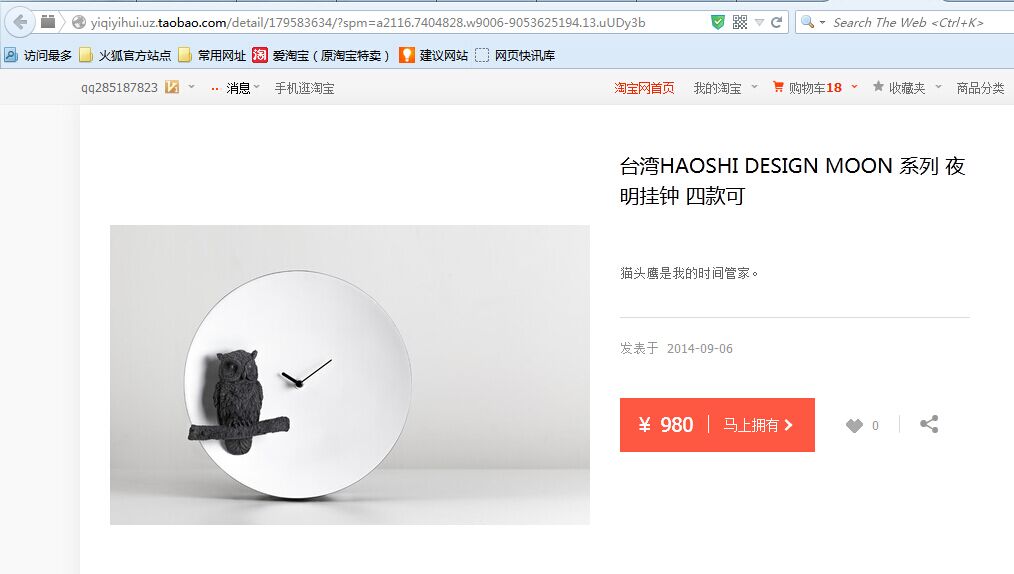 yiqiyihui.uz.taobao.com/detail/179583634/?spm=a2116.7404828.w9006-9053625194.13.uUDy3b
Search The Web <Ctrl+K>
访问最多 火狐官方站点 常用网址 淘 爱淘宝（原淘宝特卖） 建议网站 网页快讯库
qq285187823 消息 手机逛淘宝 淘宝网首页 我的淘宝 购物车18 收藏夹 商品分类
台湾HAOSHI DESIGN MOON 系列 夜
明挂钟 四款可
猫头鹰是我的时间管家。
发表于 2014-09-06
¥ 980 马上拥有
0